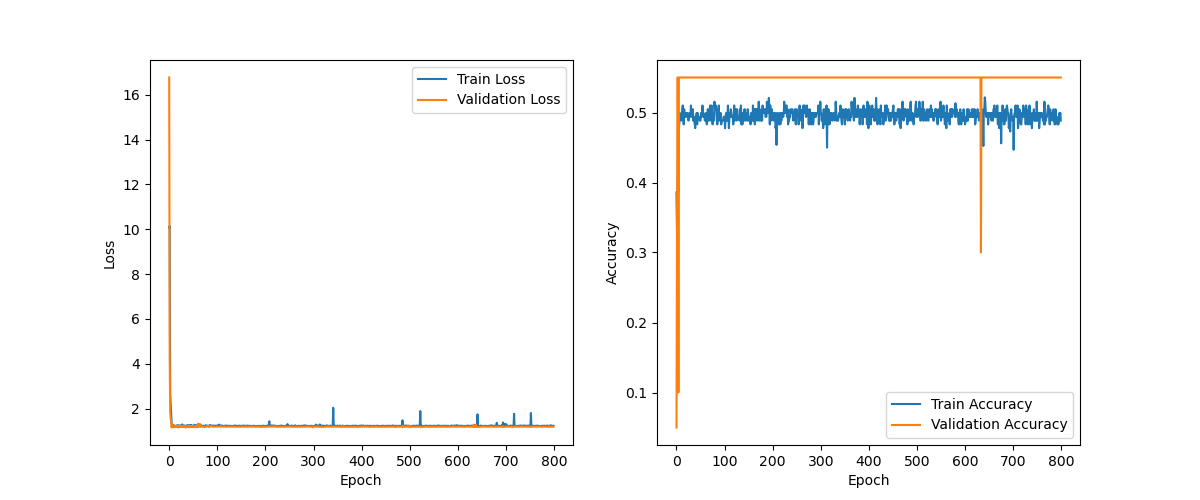 Train Loss
Validation Loss
16
14
12
10
8
6
4
2
Loss
0 100 200 300 400 500 600 700 800
Epoch
0.5
0.4
0.3
0.2
0.1
Accuracy
Train Accuracy
Validation Accuracy
0 100 200 300 400 500 600 700 800
Epoch